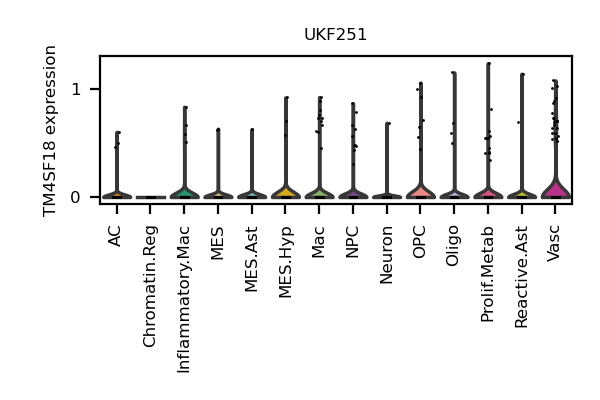 UKF251
TM4SF18 expression
1
0
AC
Chromatin.Reg
Inflammatory.Mac
MES
MES.Ast
MES.Hyp
Mac
NPC
Neuron
OPC
Oligo
Prolif.Metab
Reactive.Ast
Vasc